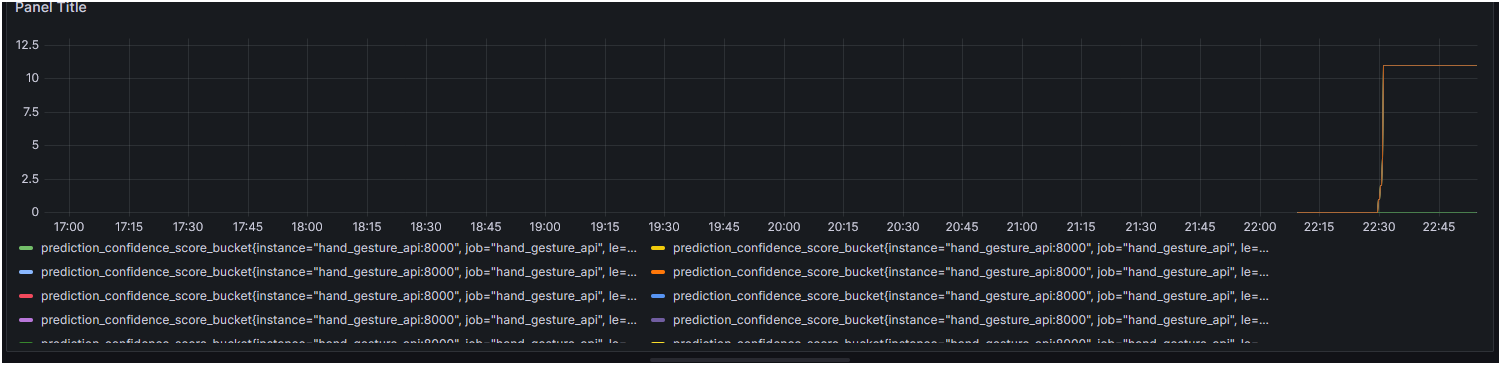 Panel Title
12.5
10
7.5
5
2.5
0
17:00 17:15 17:30 17:45 18:00 18:15 18:30 18:45 19:00 19:15 19:30 19:45 20:00 20:15 20:30 20:45 21:00 21:15 21:30 21:45 22:00 22:15 22:30 22:45
prediction_confidence_score_bucket{instance="hand_gesture_api:8000", job="hand_gesture_api", le=...
prediction_confidence_score_bucket{instance="hand_gesture_api:8000", job="hand_gesture_api", le=...
prediction_confidence_score_bucket{instance="hand_gesture_api:8000", job="hand_gesture_api", le=...
prediction_confidence_score_bucket{instance="hand_gesture_api:8000", job="hand_gesture_api", le=...
prediction_confidence_score_bucket{instance="hand_gesture_api:8000", job="hand_gesture_api", le=...
prediction_confidence_score_bucket{instance="hand_gesture_api:8000", job="hand_gesture_api", le=...
prediction_confidence_score_bucket{instance="hand_gesture_api:8000", job="hand_gesture_api", le=...
prediction_confidence_score_bucket{instance="hand_gesture_api:8000", job="hand_gesture_api", le=...